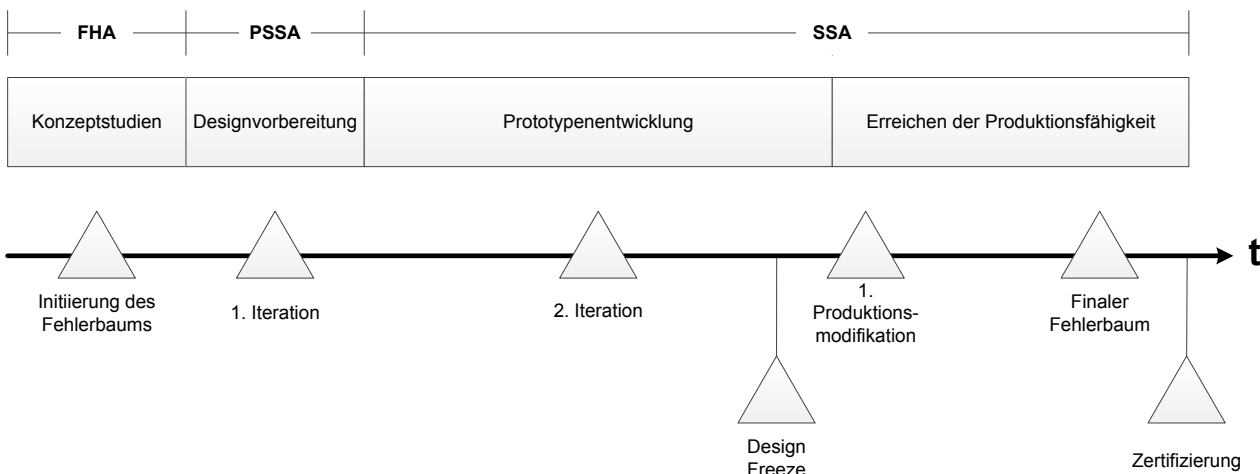 FHA
PSSA
SSA
Konzeptstudien
Designvorbereitung
Prototypenentwicklung
Erreichen der Produktionsfähigkeit
t
Initiierung des
Fehlerbaums
1. Iteration
2. Iteration
1.
Produktions-
modifikation
Finaler
Fehlerbaum
Design
Freeze
Zertifizierung